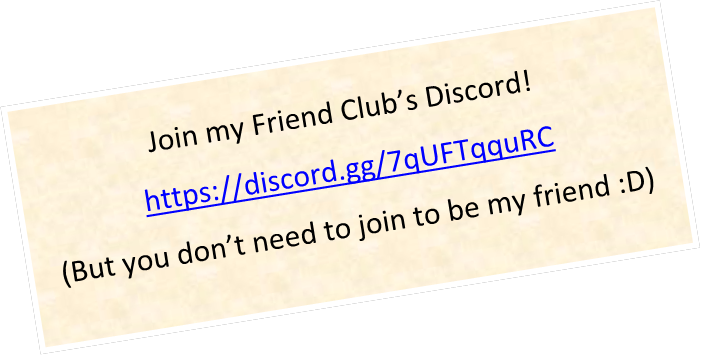 Join my Friend Club’s Discord!
https://discord.gg/7qUFTqquRC
(But you don’t need to join to be my friend :D)